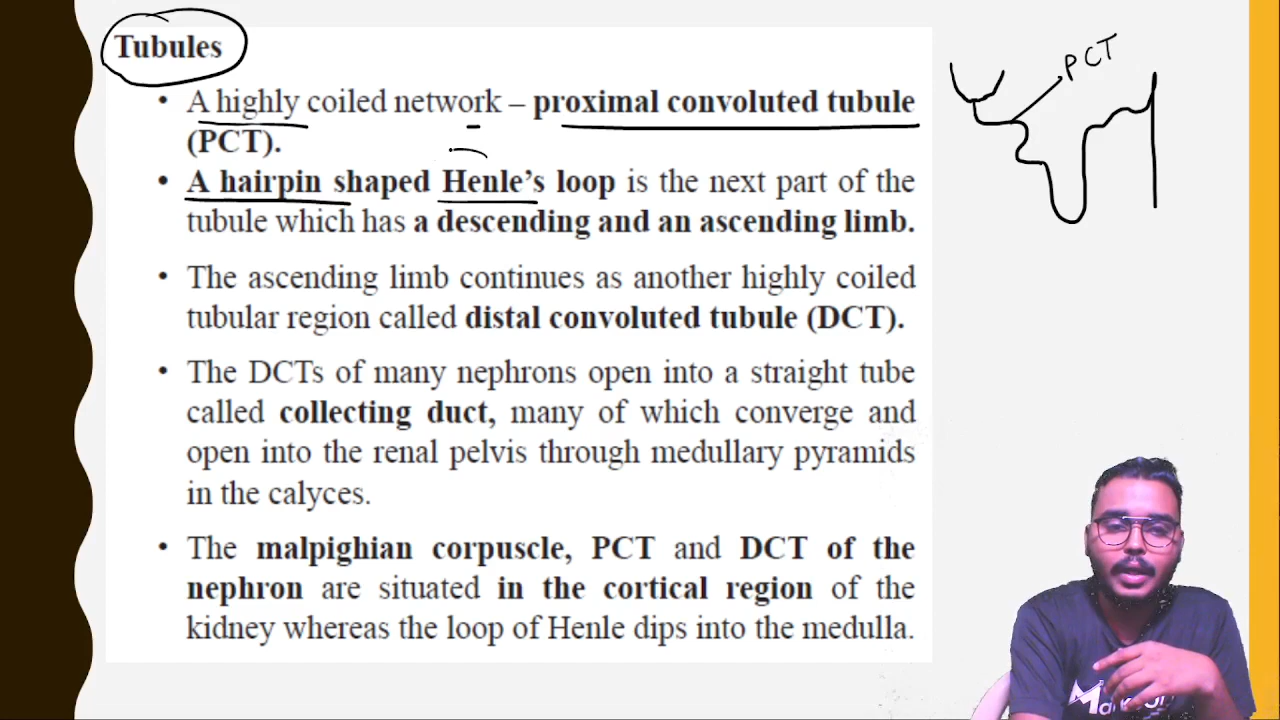 Tubules
• A highly coiled network – proximal convoluted tubule
(PCT).
• A hairpin shaped Henle’s loop is the next part of the
tubule which has a descending and an ascending limb.
• The ascending limb continues as another highly coiled
tubular region called distal convoluted tubule (DCT).
• The DCTs of many nephrons open into a straight tube
called collecting duct, many of which converge and
open into the renal pelvis through medullary pyramids
in the calyces.
• The malpighian corpuscle, PCT and DCT of the
nephron are situated in the cortical region of the
kidney whereas the loop of Henle dips into the medulla.
PCT